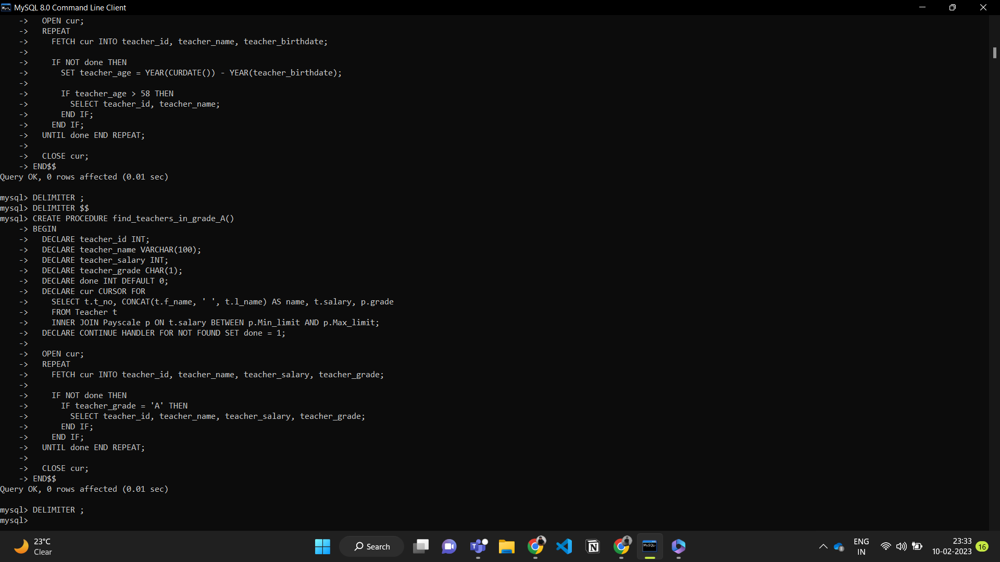 MySQL 8.0 Command Line Client
    ->   OPEN cur;
    ->   REPEAT
    ->     FETCH cur INTO teacher_id, teacher_name, teacher_birthdate;
    ->
    ->     IF NOT done THEN
    ->       SET teacher_age = YEAR(CURDATE()) - YEAR(teacher_birthdate);
    ->
    ->       IF teacher_age > 58 THEN
    ->         SELECT teacher_id, teacher_name;
    ->       END IF;
    ->     END IF;
    ->   UNTIL done END REPEAT;
    ->
    ->   CLOSE cur;
    -> END$$
Query OK, 0 rows affected (0.01 sec)

mysql> DELIMITER ;
mysql> DELIMITER $$
mysql> CREATE PROCEDURE find_teachers_in_grade_A()
    -> BEGIN
    ->   DECLARE teacher_id INT;
    ->   DECLARE teacher_name VARCHAR(100);
    ->   DECLARE teacher_salary INT;
    ->   DECLARE teacher_grade CHAR(1);
    ->   DECLARE done INT DEFAULT 0;
    ->   DECLARE cur CURSOR FOR
    ->     SELECT t.t_no, CONCAT(t.f_name, ' ', t.l_name) AS name, t.salary, p.grade
    ->     FROM Teacher t
    ->     INNER JOIN Payscale p ON t.salary BETWEEN p.Min_limit AND p.Max_limit;
    ->   DECLARE CONTINUE HANDLER FOR NOT FOUND SET done = 1;
    ->
    ->   OPEN cur;
    ->   REPEAT
    ->     FETCH cur INTO teacher_id, teacher_name, teacher_salary, teacher_grade;
    ->
    ->     IF NOT done THEN
    ->       IF teacher_grade = 'A' THEN
    ->         SELECT teacher_id, teacher_name, teacher_salary, teacher_grade;
    ->       END IF;
    ->     END IF;
    ->   UNTIL done END REPEAT;
    ->
    ->   CLOSE cur;
    -> END$$
Query OK, 0 rows affected (0.01 sec)

mysql> DELIMITER ;
mysql>
23°C
Clear
Search
ENG
IN
23:33
10-02-2023
16